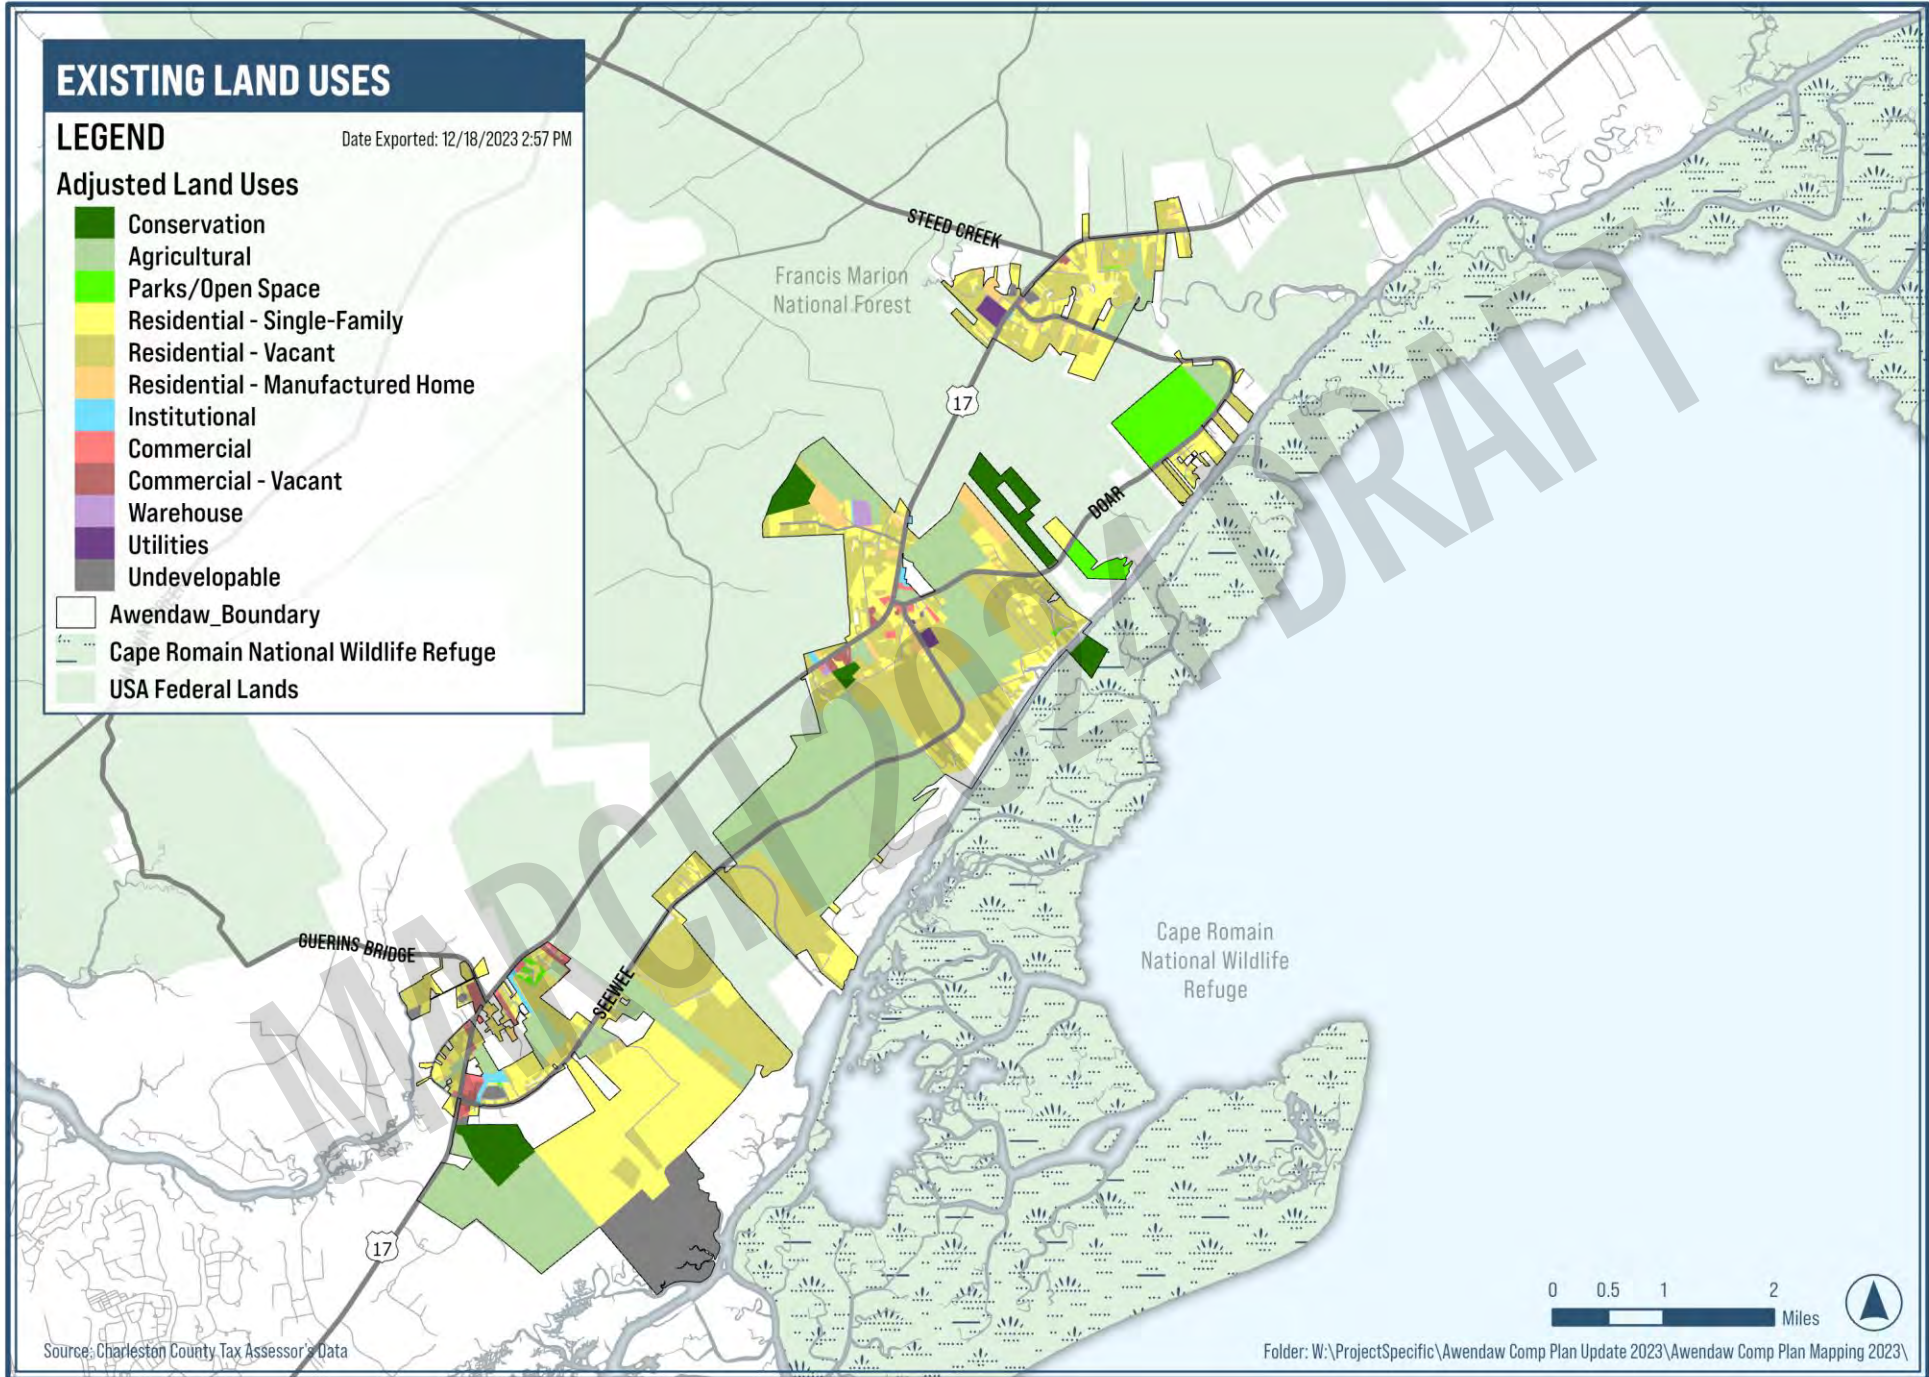 EXISTING LAND USES
LEGEND
Date Exported: 12/18/2023 2:57 PM
Adjusted Land Uses
Conservation
Agricultural
Parks/Open Space
Residential - Single-Family
Residential - Vacant
Residential - Manufactured Home
Institutional
Commercial
Commercial - Vacant
Warehouse
Utilities
Undevelopable
Awendaw_Boundary
Cape Romain National Wildlife Refuge
USA Federal Lands
STEED CREEK
Francis Marion
National Forest
17
DOAR
MARCH 2024 DRAFT
Cape Romain
National Wildlife
Refuge
GUERINS BRIDGE
SEEWEE
17
0 0.5 1 2
Miles
Source: Charleston County Tax Assessor's Data
Folder: W:\ProjectSpecific\Awendaw Comp Plan Update 2023\Awendaw Comp Plan Mapping 2023\